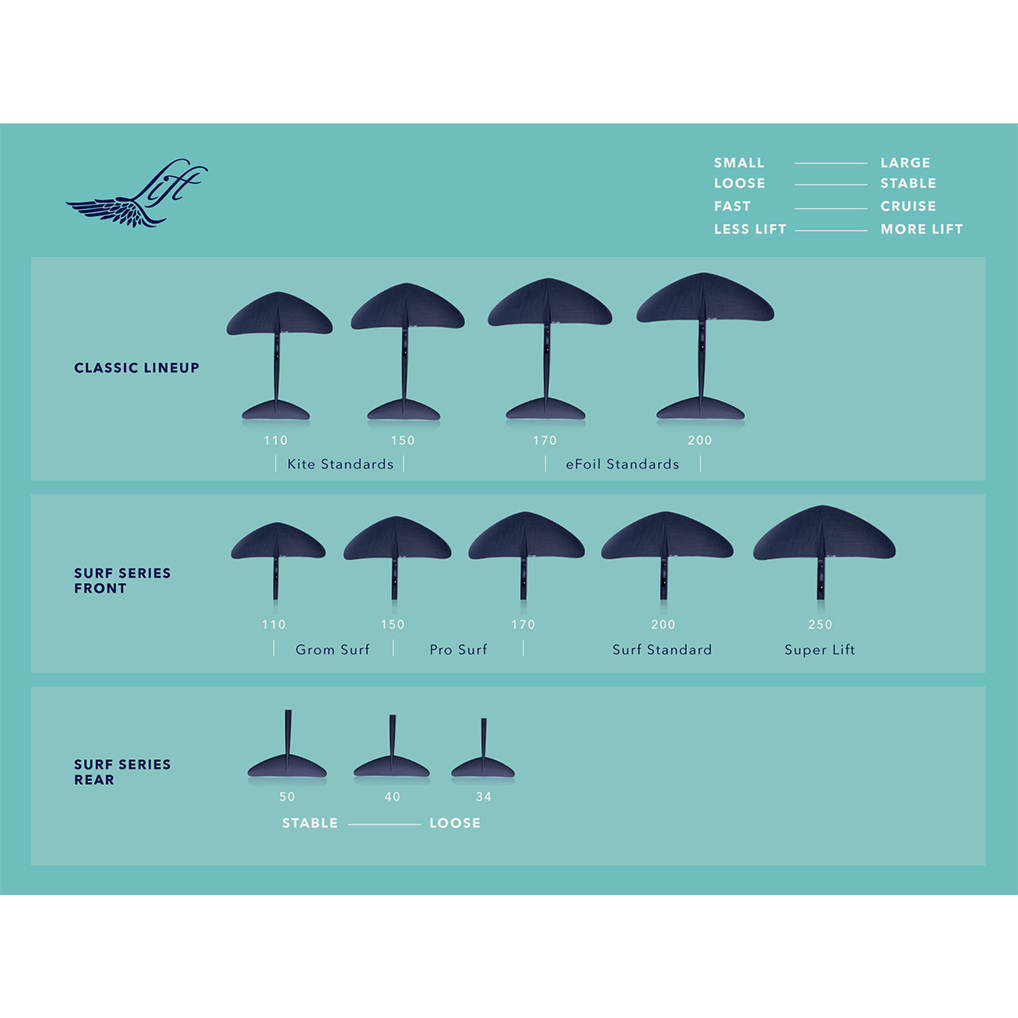 Lift
SMALL LARGE
LOOSE STABLE
FAST CRUISE
LESS LIFT MORE LIFT
CLASSIC LINEUP
110 150 170 200
Kite Standards eFoil Standards
SURF SERIES
FRONT
110 150 170 200 250
Grom Surf Pro Surf Surf Standard Super Lift
SURF SERIES
REAR
50 40 34
STABLE LOOSE